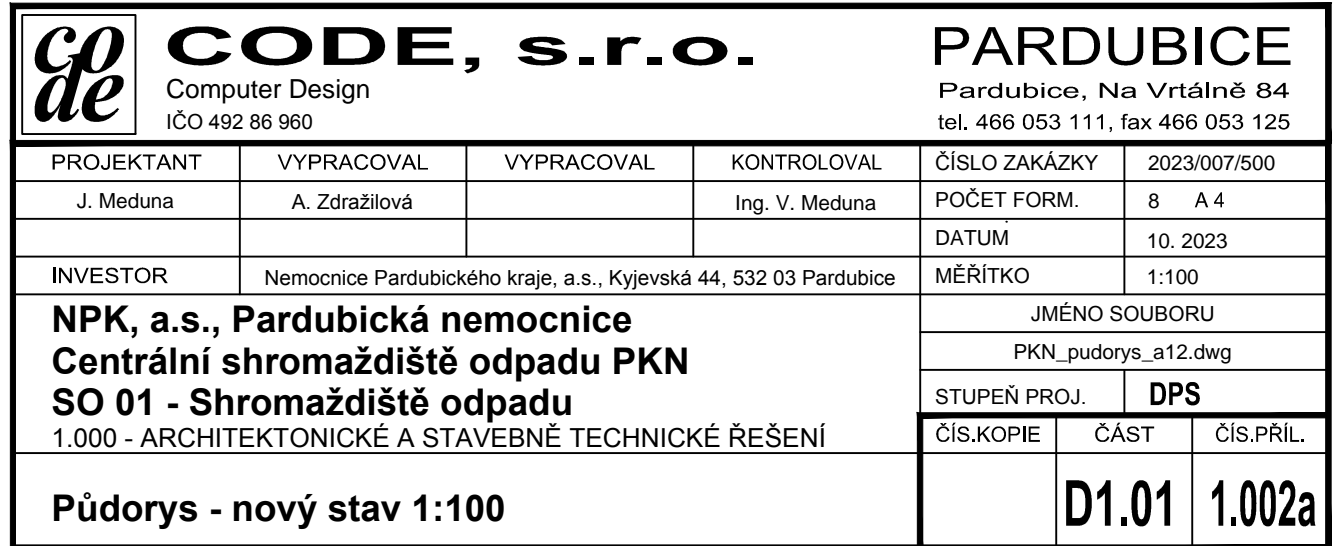 co
de
CODE, s.r.o.
Computer Design
IČO 492 86 960
PARDUBICE
Pardubice, Na Vrtálně 84
tel. 466 053 111, fax 466 053 125
PROJEKTANT VYPRACOVAL VYPRACOVAL KONTROLOVAL ČÍSLO ZAKÁZKY 2023/007/500
J. Meduna A. Zdražilová Ing. V. Meduna POČET FORM. 8 A 4
DATUM 10. 2023
INVESTOR Nemocnice Pardubického kraje, a.s., Kyjevská 44, 532 03 Pardubice MĚŘÍTKO 1:100
NPK, a.s., Pardubická nemocnice
Centrální shromaždiště odpadu PKN
SO 01 - Shromaždiště odpadu
1.000 - ARCHITEKTONICKÉ A STAVEBNĚ TECHNICKÉ ŘEŠENÍ
JMÉNO SOUBORU
PKN_pudorys_a12.dwg
STUPEŇ PROJ. DPS
ČÍS.KOPIE ČÁST ČÍS.PŘÍL.
Půdorys - nový stav 1:100
D1.01 1.002a